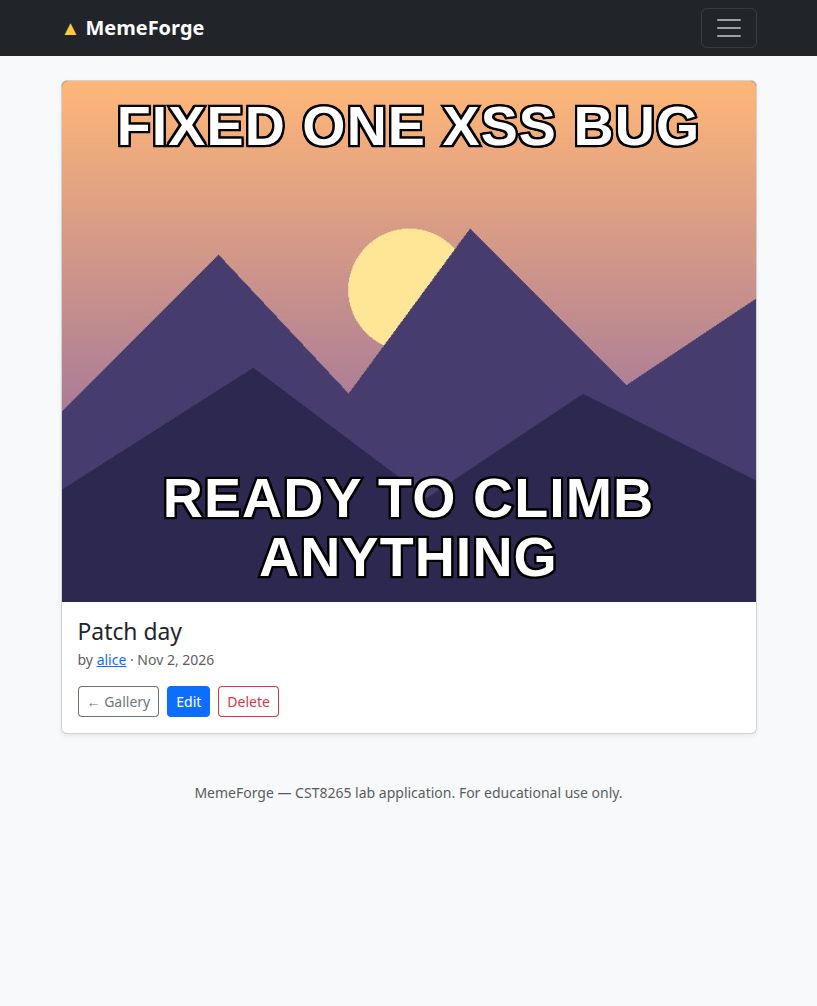 ▲ MemeForge
FIXED ONE XSS BUG
READY TO CLIMB
ANYTHING
Patch day
by alice · Nov 2, 2026
← Gallery Edit Delete
MemeForge — CST8265 lab application. For educational use only.